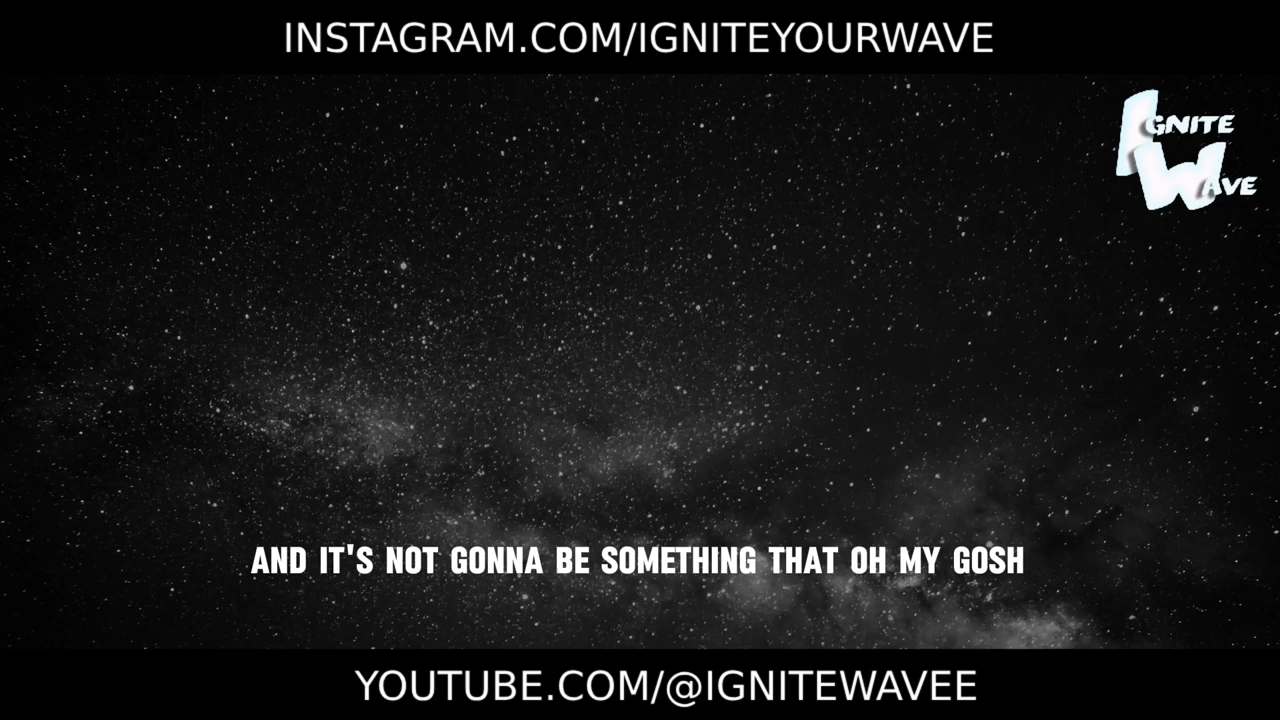 INSTAGRAM.COM/IGNITEYOURWAVE
IGNITE
WAVE
AND IT'S NOT GONNA BE SOMETHING THAT OH MY GOSH
YOUTUBE.COM/@IGNITEWAVEE